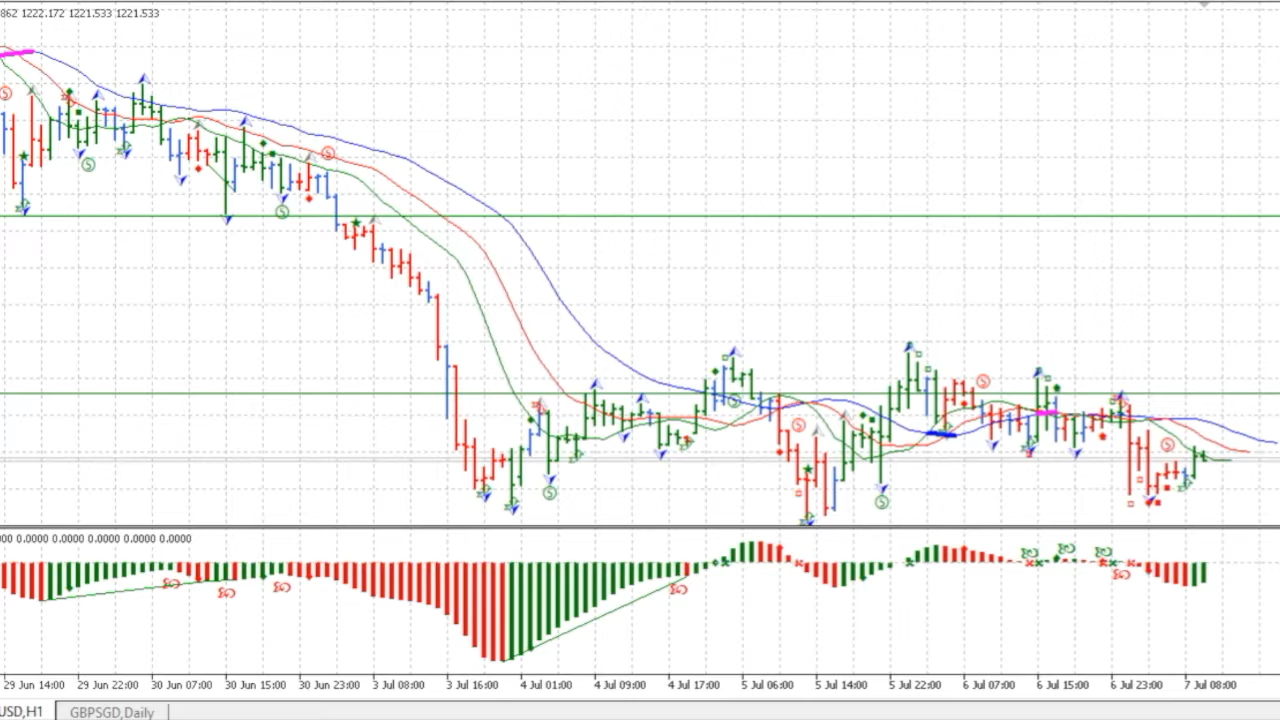 862 1222.172 1221.533 1221.533
000 0.0000 0.0000 0.0000 0.0000 0.0000
29 Jun 14:00 29 Jun 22:00 30 Jun 07:00 30 Jun 15:00 30 Jun 23:00 3 Jul 08:00 3 Jul 16:00 4 Jul 01:00 4 Jul 09:00 4 Jul 17:00 5 Jul 06:00 5 Jul 14:00 5 Jul 22:00 6 Jul 07:00 6 Jul 15:00 6 Jul 23:00 7 Jul 08:00
USD,H1 GBPSGD,Daily